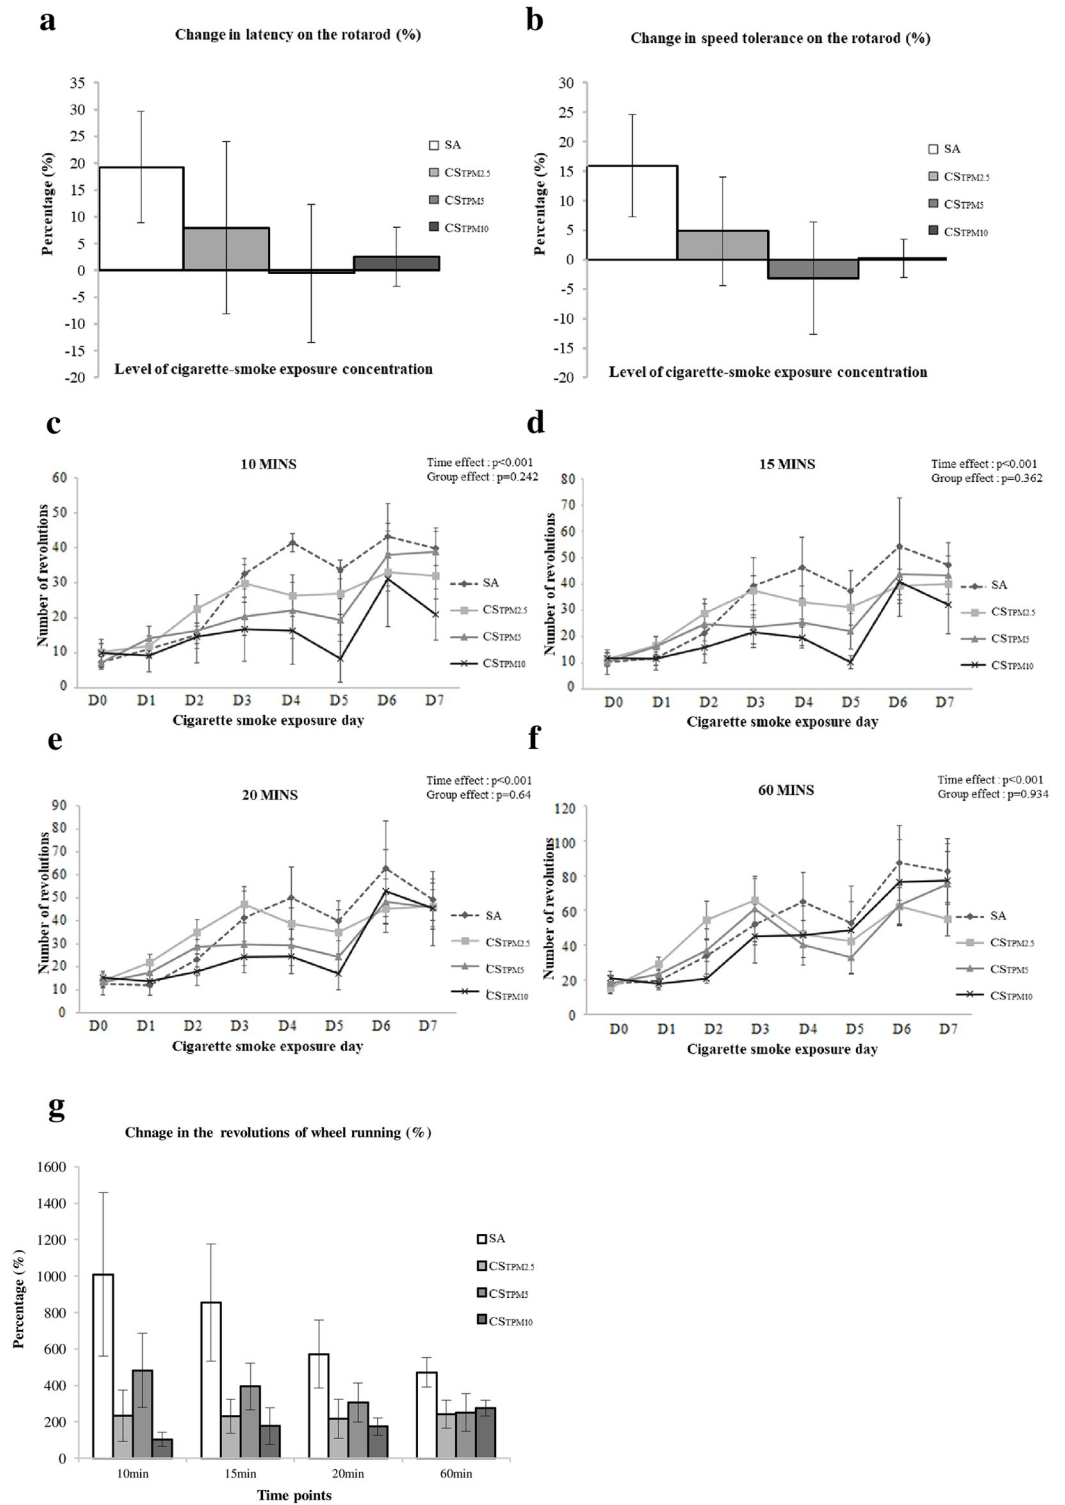 a
Change in latency on the rotarod (%)
35
30
25
20
15
10
5
0
-5
-10
-15
-20
Percentage (%)
SA
CSTPM2.5
CSTPM5
CSTPM10
Level of cigarette-smoke exposure concentration
b
Change in speed tolerance on the rotarod (%)
30
25
20
15
10
5
0
-5
-10
-15
-20
Percentage (%)
SA
CSTPM2.5
CSTPM5
CSTPM10
Level of cigarette-smoke exposure concentration
c
10 MINS
Time effect : p<0.001
Group effect : p=0.242
60
50
40
30
20
10
0
Number of revolutions
SA
CSTPM2.5
CSTPM5
CSTPM10
D0 D1 D2 D3 D4 D5 D6 D7
Cigarette smoke exposure day
d
15 MINS
Time effect : p<0.001
Group effect : p=0.362
80
70
60
50
40
30
20
10
0
Number of revolutions
SA
CSTPM2.5
CSTPM5
CSTPM10
D0 D1 D2 D3 D4 D5 D6 D7
Cigarette smoke exposure day
e
20 MINS
Time effect : p<0.001
Group effect : p=0.64
90
80
70
60
50
40
30
20
10
0
Number of revolutions
SA
CSTPM2.5
CSTPM5
CSTPM10
D0 D1 D2 D3 D4 D5 D6 D7
Cigarette smoke exposure day
f
60 MINS
Time effect : p<0.001
Group effect : p=0.934
120
100
80
60
40
20
0
Number of revolutions
SA
CSTPM2.5
CSTPM5
CSTPM10
D0 D1 D2 D3 D4 D5 D6 D7
Cigarette smoke exposure day
g
Chnage in the revolutions of wheel running (%)
1600
1400
1200
1000
800
600
400
200
0
Percentage (%)
SA
CSTPM2.5
CSTPM5
CSTPM10
10min 15min 20min 60min
Time points